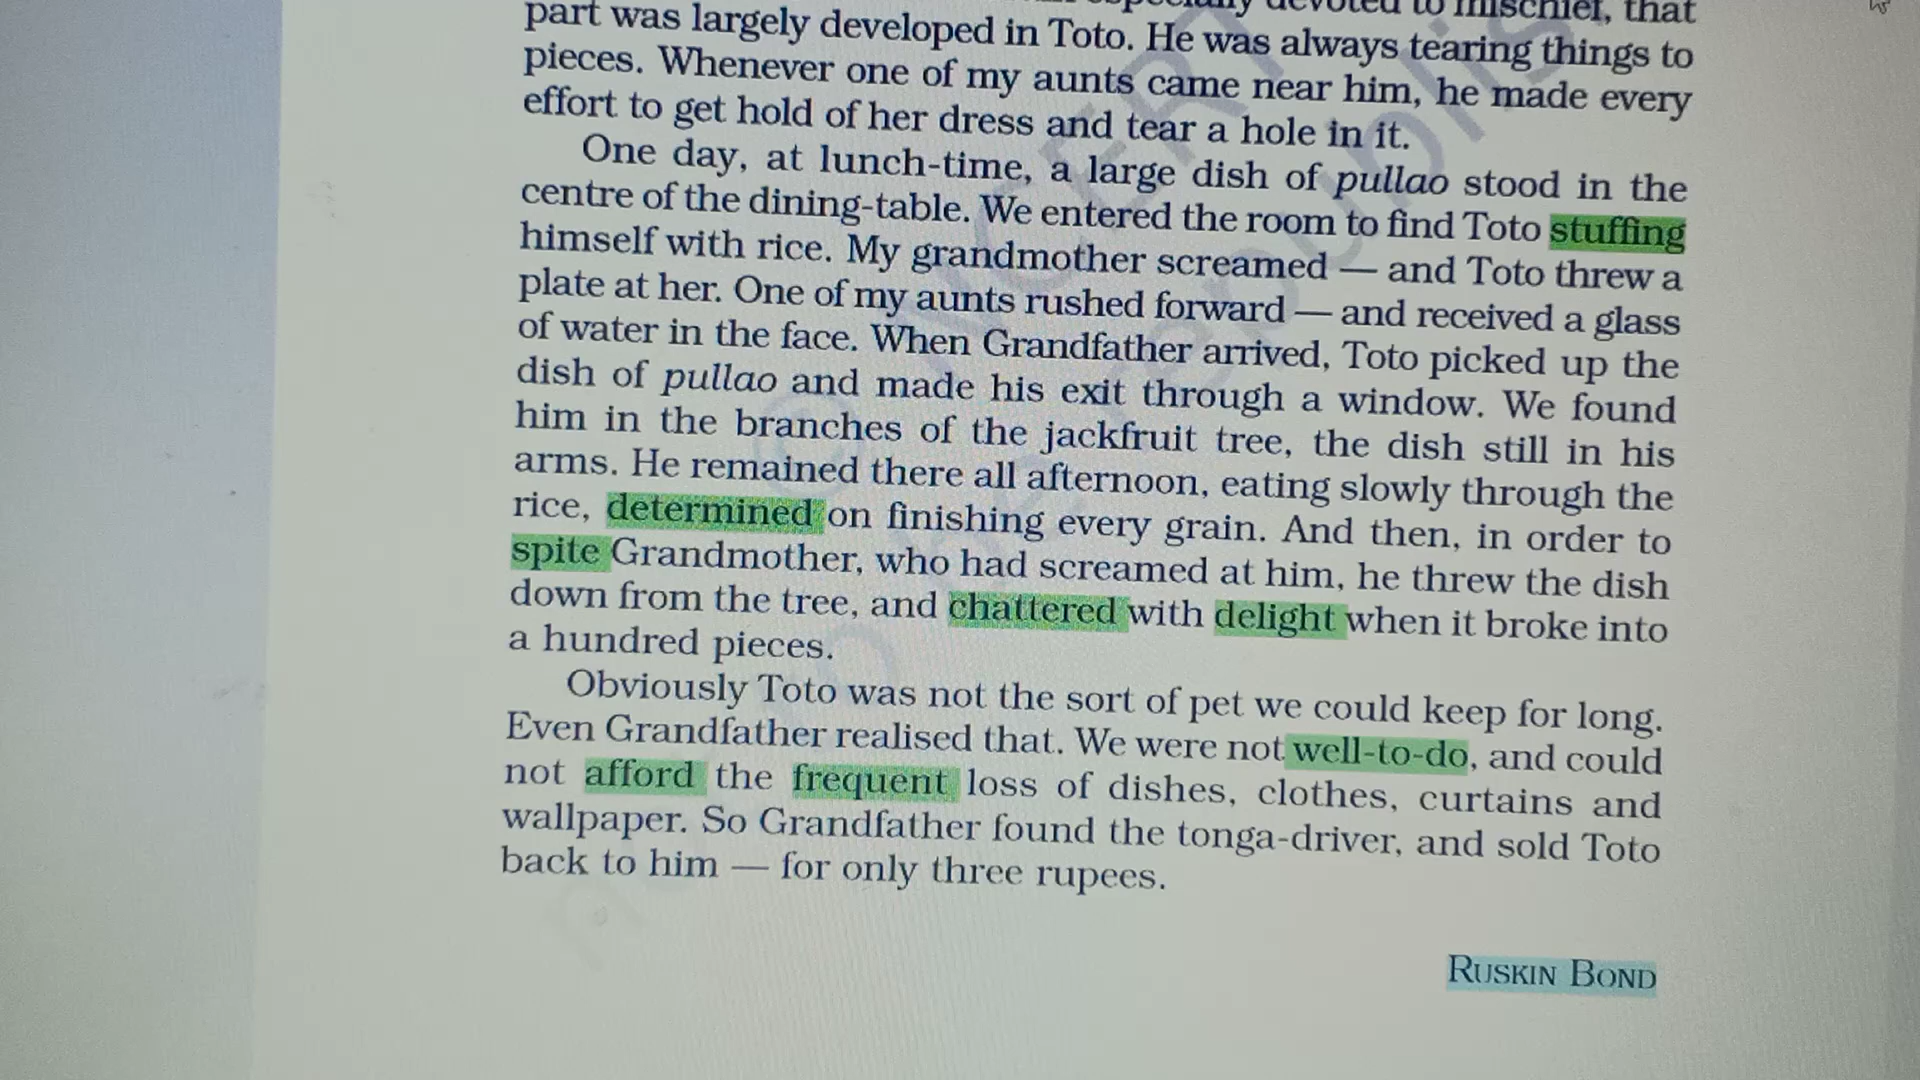 especially devoted to mischief, that
part was largely developed in Toto. He was always tearing things to
pieces. Whenever one of my aunts came near him, he made every
effort to get hold of her dress and tear a hole in it.
One day, at lunch-time, a large dish of pullao stood in the
centre of the dining-table. We entered the room to find Toto stuffing
himself with rice. My grandmother screamed — and Toto threw a
plate at her. One of my aunts rushed forward — and received a glass
of water in the face. When Grandfather arrived, Toto picked up the
dish of pullao and made his exit through a window. We found
him in the branches of the jackfruit tree, the dish still in his
arms. He remained there all afternoon, eating slowly through the
rice, determined on finishing every grain. And then, in order to
spite Grandmother, who had screamed at him, he threw the dish
down from the tree, and chattered with delight when it broke into
a hundred pieces.
Obviously Toto was not the sort of pet we could keep for long.
Even Grandfather realised that. We were not well-to-do, and could
not afford the frequent loss of dishes, clothes, curtains and
wallpaper. So Grandfather found the tonga-driver, and sold Toto
back to him — for only three rupees.
RUSKIN BOND